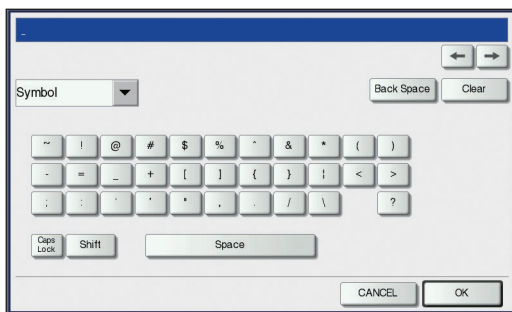 _
← →
Symbol Back Space Clear
~ ! @ # $ % ^ & * ( )
- = _ + [ ] { } ¦ < >
; : ` ' " , . / \ ?
Caps Lock Shift Space
CANCEL OK